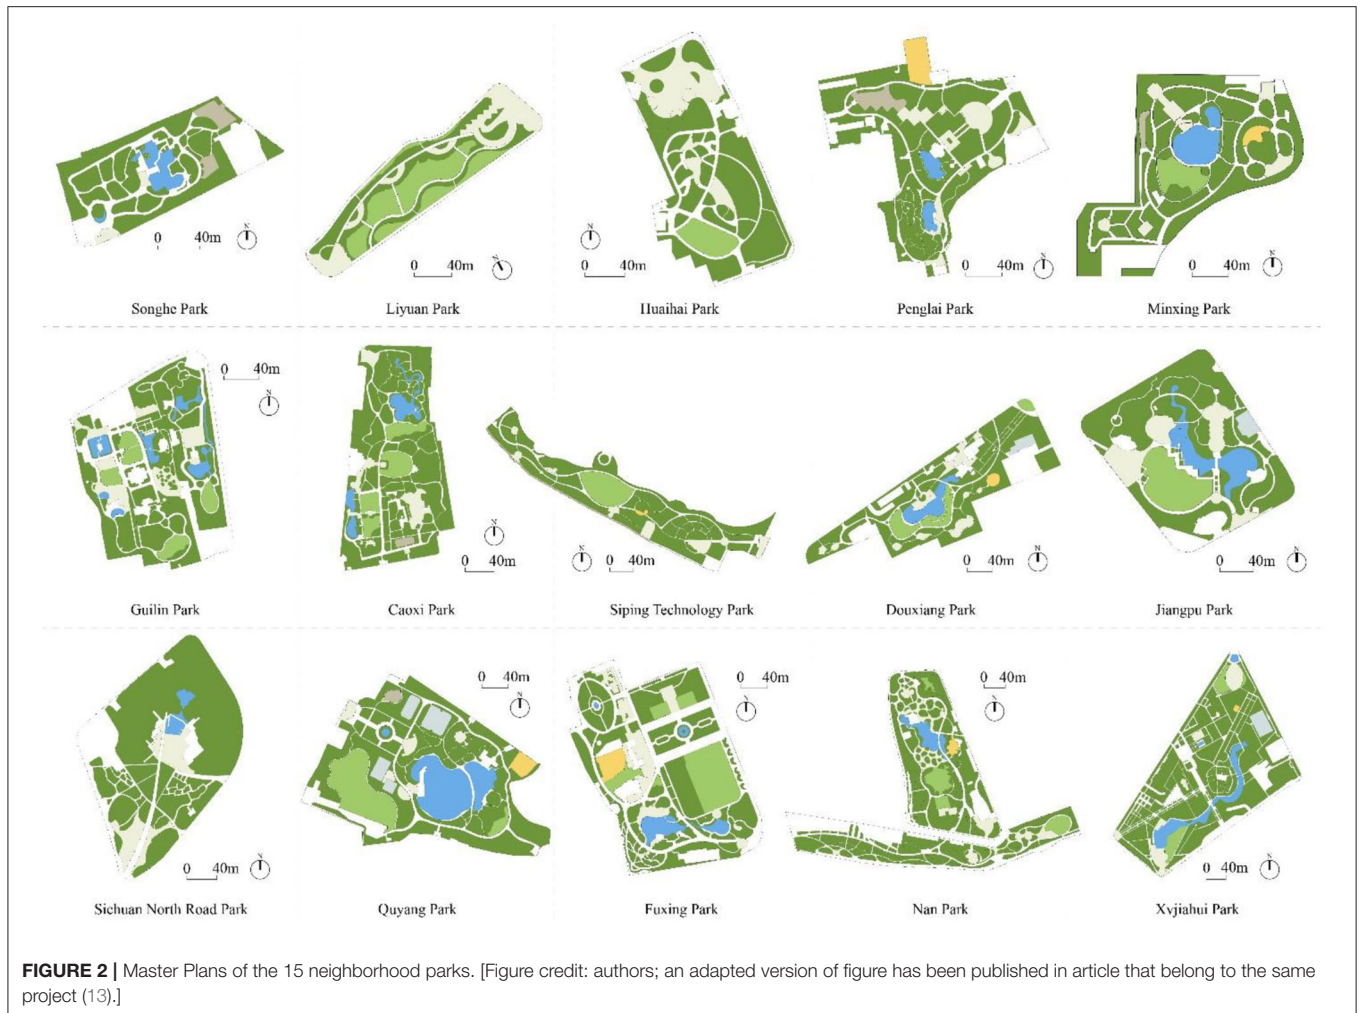 N
0 40m
Songhe Park
N
0 40m
Liyuan Park
N
0 40m
Huaihai Park
N
0 40m
Penglai Park
N
0 40m
Minxing Park
0 40m
N
Guilin Park
N
0 40m
Caoxi Park
N
0 40m
Siping Technology Park
N
0 40m
Douxiang Park
N
0 40m
Jiangpu Park
N
0 40m
Sichuan North Road Park
0 40m
N
Quyang Park
0 40m
N
Fuxing Park
0 40m
N
Nan Park
N
0 40m
Xvjiahui Park
FIGURE 2 | Master Plans of the 15 neighborhood parks. [Figure credit: authors; an adapted version of figure has been published in article that belong to the same
project (13).]